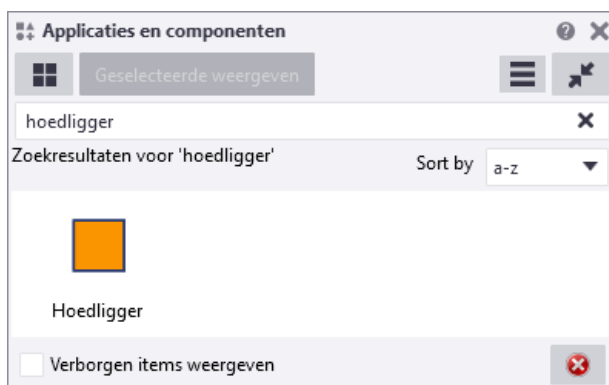 Applicaties en componenten
Geselecteerde weergeven
hoedligger
Zoekresultaten voor 'hoedligger'
Sort by a-z
Hoedligger
Verborgen items weergeven